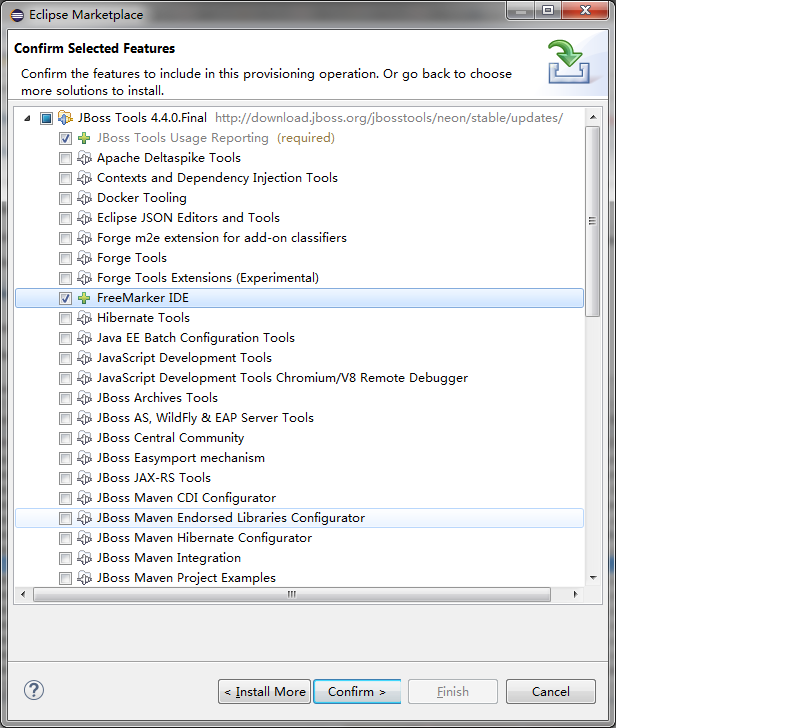 Eclipse Marketplace
Confirm Selected Features
Confirm the features to include in this provisioning operation. Or go back to choose
more solutions to install.
JBoss Tools 4.4.0.Final http://download.jboss.org/jbosstools/neon/stable/updates/
JBoss Tools Usage Reporting (required)
Apache Deltaspike Tools
Contexts and Dependency Injection Tools
Docker Tooling
Eclipse JSON Editors and Tools
Forge m2e extension for add-on classifiers
Forge Tools
Forge Tools Extensions (Experimental)
FreeMarker IDE
Hibernate Tools
Java EE Batch Configuration Tools
JavaScript Development Tools
JavaScript Development Tools Chromium/V8 Remote Debugger
JBoss Archives Tools
JBoss AS, WildFly & EAP Server Tools
JBoss Central Community
JBoss Easymport mechanism
JBoss JAX-RS Tools
JBoss Maven CDI Configurator
JBoss Maven Endorsed Libraries Configurator
JBoss Maven Hibernate Configurator
JBoss Maven Integration
JBoss Maven Project Examples
? < Install More Confirm > Finish Cancel